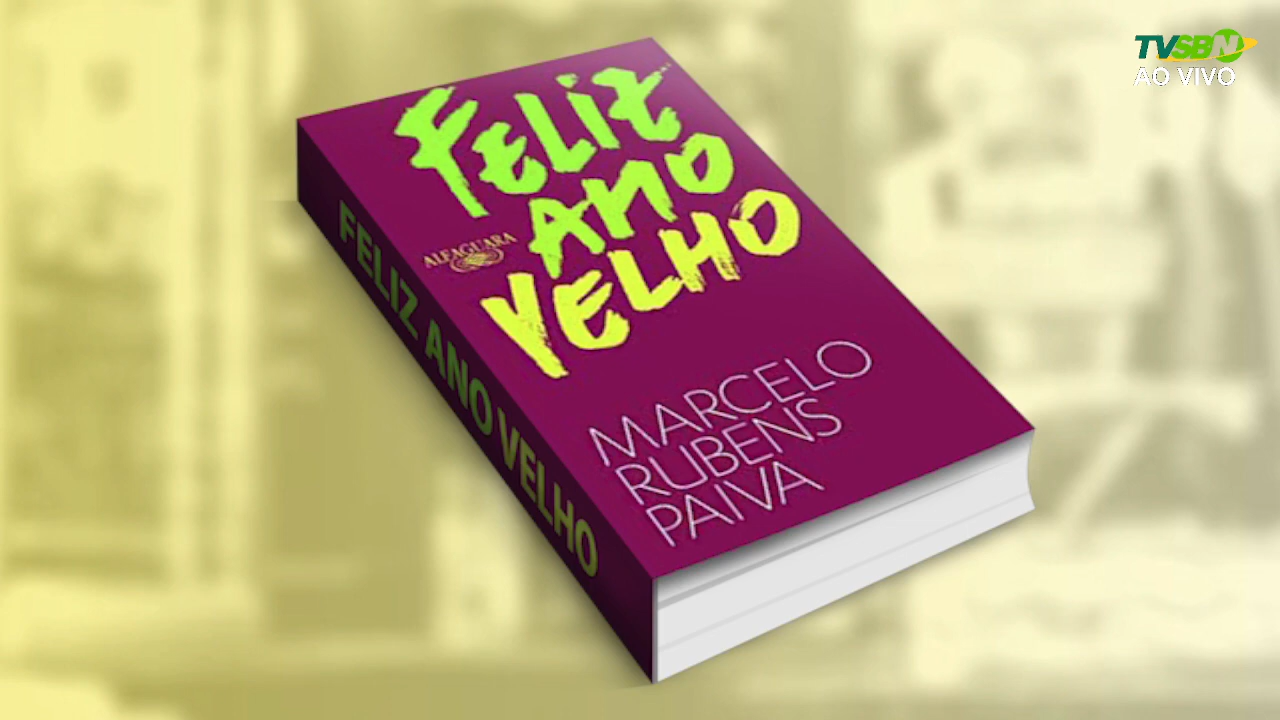 TVSBN
AO VIVO
FELIZ
ANO
VELHO
ALFAGUARA
MARCELO
RUBENS
PAIVA
FELIZ ANO VELHO